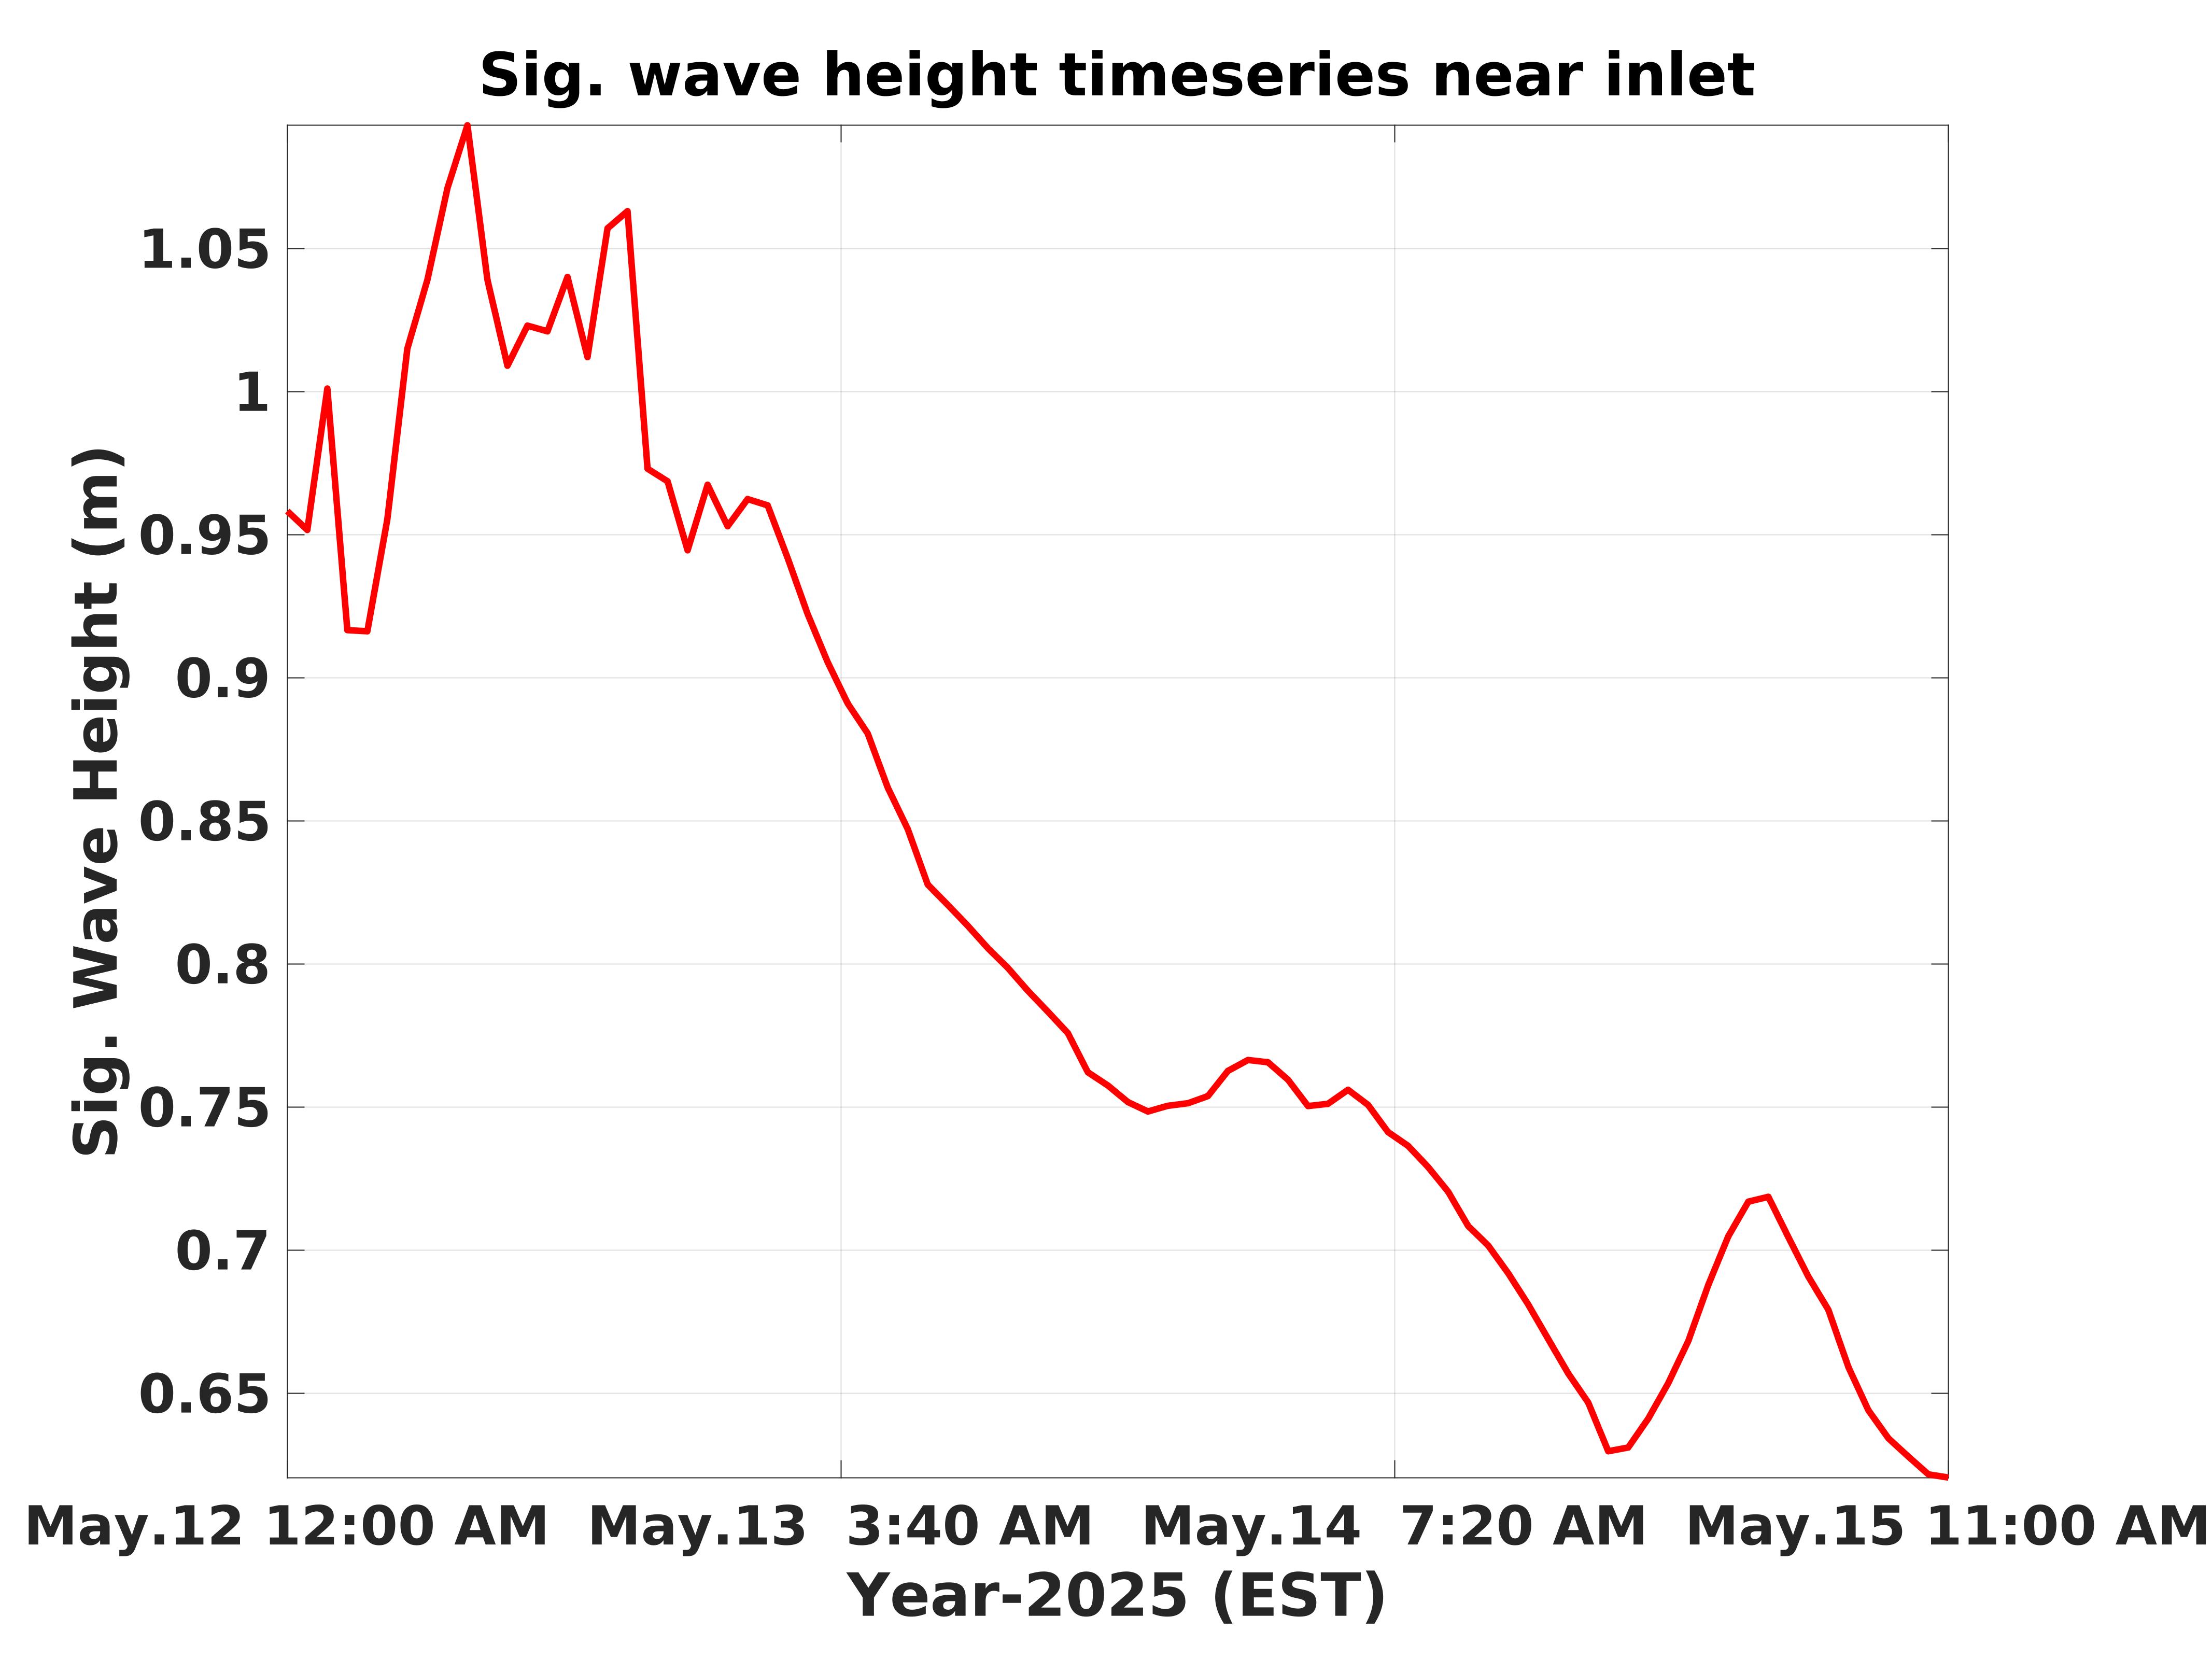 Sig. wave height timeseries near inlet
Sig. Wave Height (m)
1.05
1
0.95
0.9
0.85
0.8
0.75
0.7
0.65
May.12 12:00 AM May.13 3:40 AM May.14 7:20 AM May.15 11:00 AM
Year-2025 (EST)